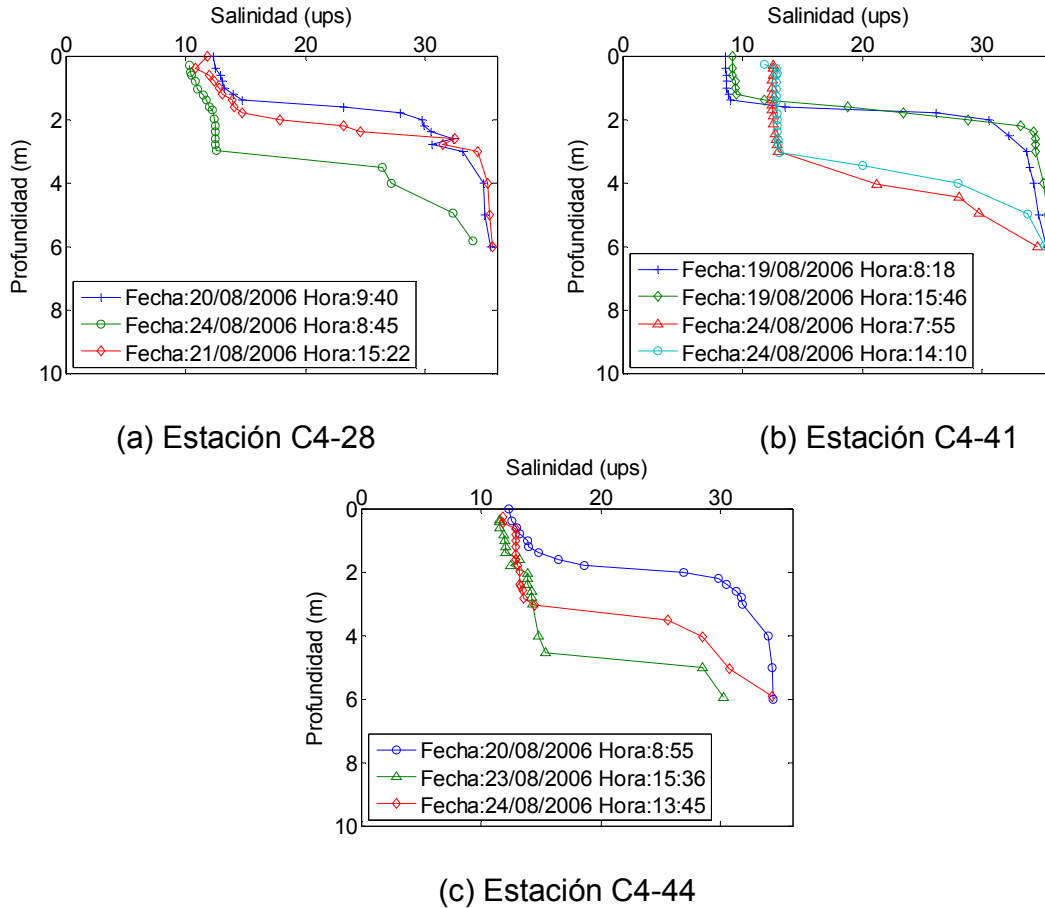 Salinidad (ups)
0 10 20 30
Profundidad (m)
0
2
4
6
8
10
Fecha:20/08/2006 Hora:9:40
Fecha:24/08/2006 Hora:8:45
Fecha:21/08/2006 Hora:15:22
(a) Estación C4-28
Salinidad (ups)
0 10 20 30
Profundidad (m)
0
2
4
6
8
10
Fecha:19/08/2006 Hora:8:18
Fecha:19/08/2006 Hora:15:46
Fecha:24/08/2006 Hora:7:55
Fecha:24/08/2006 Hora:14:10
(b) Estación C4-41
Salinidad (ups)
0 10 20 30
Profundidad (m)
0
2
4
6
8
10
Fecha:20/08/2006 Hora:8:55
Fecha:23/08/2006 Hora:15:36
Fecha:24/08/2006 Hora:13:45
(c) Estación C4-44